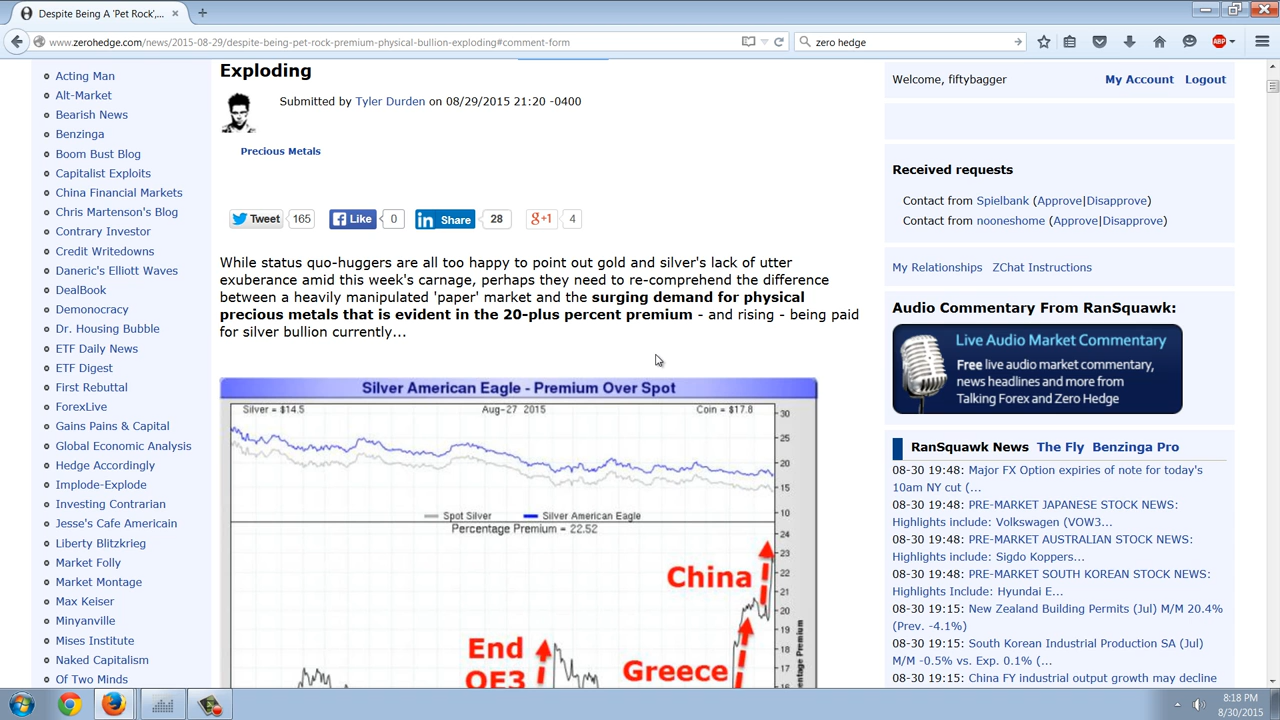 Despite Being A 'Pet Rock',...
www.zerohedge.com/news/2015-08-29/despite-being-pet-rock-premium-physical-bullion-exploding#comment-form
zero hedge
ABP
Acting Man
Alt-Market
Bearish News
Benzinga
Boom Bust Blog
Capitalist Exploits
China Financial Markets
Chris Martenson's Blog
Contrary Investor
Credit Writedowns
Daneric's Elliott Waves
DealBook
Democracy
Dr. Housing Bubble
ETF Daily News
ETF Digest
First Rebuttal
ForexLive
Gains Pains & Capital
Global Economic Analysis
Hedge Accordingly
Implode-Explode
Investing Contrarian
Jesse's Cafe Americain
Liberty Blitzkrieg
Market Folly
Market Montage
Max Keiser
Minyanville
Mises Institute
Naked Capitalism
Of Two Minds
Exploding
Submitted by Tyler Durden on 08/29/2015 21:20 -0400
Precious Metals
Tweet 165 Like 0 in Share 28 g+1 4
While status quo-huggers are all too happy to point out gold and silver's lack of utter
exuberance amid this week's carnage, perhaps they need to re-comprehend the difference
between a heavily manipulated 'paper' market and the surging demand for physical
precious metals that is evident in the 20-plus percent premium - and rising - being paid
for silver bullion currently...
Silver American Eagle - Premium Over Spot
Silver = $14.5 Aug-27 2015 Coin = $17.8
30
25
20
15
10
Spot Silver Silver American Eagle
Percentage Premium = 22.52
24
23
22
21
20
19
18
17
16
China
End
QE3
Greece
Welcome, fiftybagger My Account Logout
Received requests
Contact from Spielbank (Approve|Disapprove)
Contact from nooneshome (Approve|Disapprove)
My Relationships ZChat Instructions
Audio Commentary From RanSquawk:
Live Audio Market Commentary
Free live audio market commentary,
news headlines and more from
Talking Forex and Zero Hedge
RanSquawk News The Fly Benzinga Pro
08-30 19:48: Major FX Option expiries of note for today's
10am NY cut (...
08-30 19:48: PRE-MARKET JAPANESE STOCK NEWS:
Highlights include: Volkswagen (VOW3...
08-30 19:48: PRE-MARKET AUSTRALIAN STOCK NEWS:
Highlights include: Sigdo Koppers...
08-30 19:48: PRE-MARKET SOUTH KOREAN STOCK NEWS:
Highlights Include: Hyundai E...
08-30 19:15: New Zealand Building Permits (Jul) M/M 20.4%
(Prev. -4.1%)
08-30 19:15: South Korean Industrial Production SA (Jul)
M/M -0.5% vs. Exp. 0.1% (...
08-30 19:15: China FY industrial output growth may decline
8:18 PM
8/30/2015